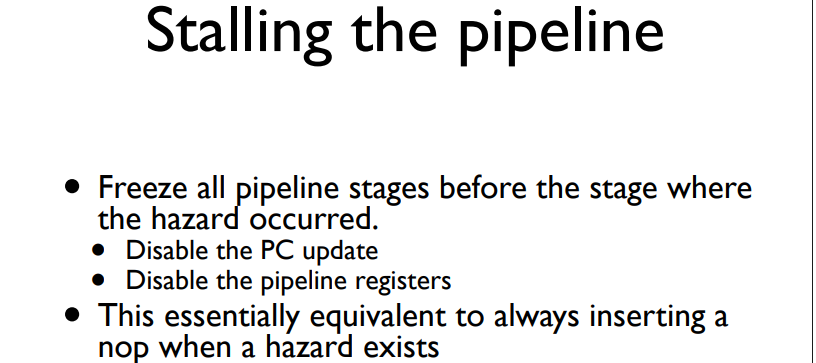 Stalling the pipeline
• Freeze all pipeline stages before the stage where
the hazard occurred.
• Disable the PC update
• Disable the pipeline registers
• This essentially equivalent to always inserting a
nop when a hazard exists